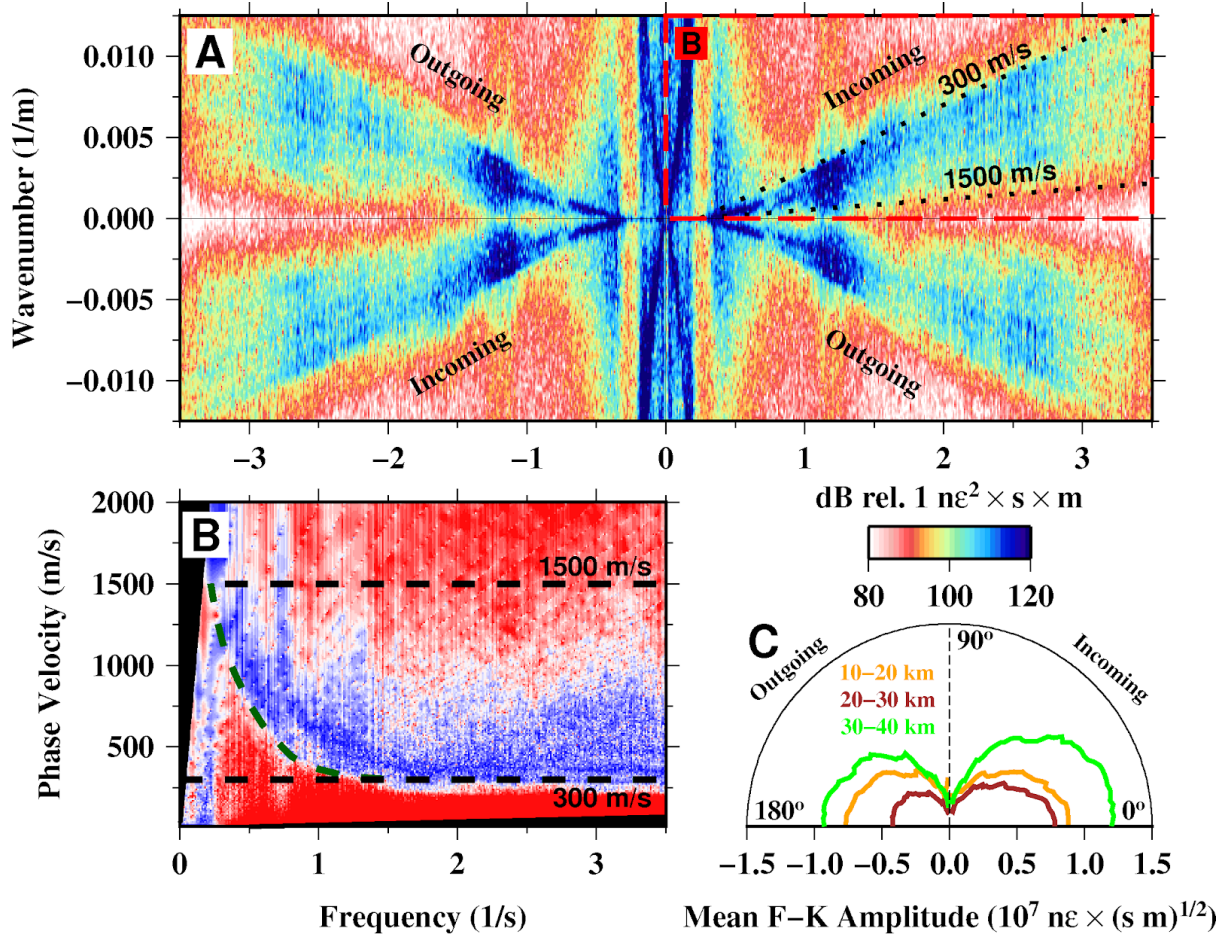 A
B
Outgoing
Incoming
300 m/s
1500 m/s
Incoming
Outgoing
Wavenumber (1/m)
0.010
0.005
0.000
−0.005
−0.010
−3 −2 −1 0 1 2 3
B
1500 m/s
300 m/s
Phase Velocity (m/s)
2000
1500
1000
500
0 1 2 3
Frequency (1/s)
dB rel. 1 nε² × s × m
80 100 120
C
90º
Outgoing
Incoming
10−20 km
20−30 km
30−40 km
180º
0º
−1.5 −1.0 −0.5 0.0 0.5 1.0 1.5
Mean F−K Amplitude (10⁷ nε × (s m)¹/²)